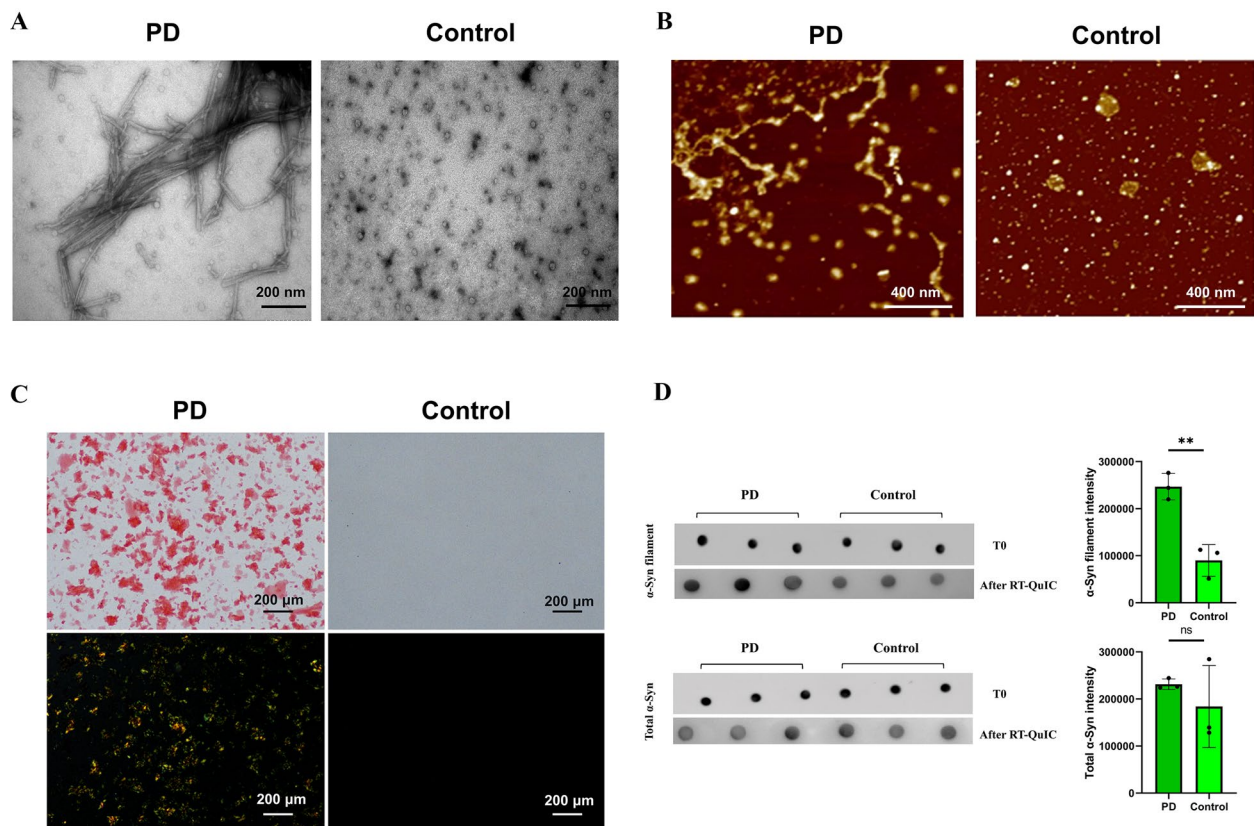 A
PD
Control
200 nm
200 nm
B
PD
Control
400 nm
400 nm
C
PD
Control
200 µm
200 µm
200 µm
200 µm
D
α-Syn filament
PD
Control
T0
After RT-QuIC
**
α-Syn filament intensity
300000
200000
100000
0
PD
Control
Total α-Syn
PD
Control
T0
After RT-QuIC
ns
Total α-Syn intensity
300000
200000
100000
0
PD
Control